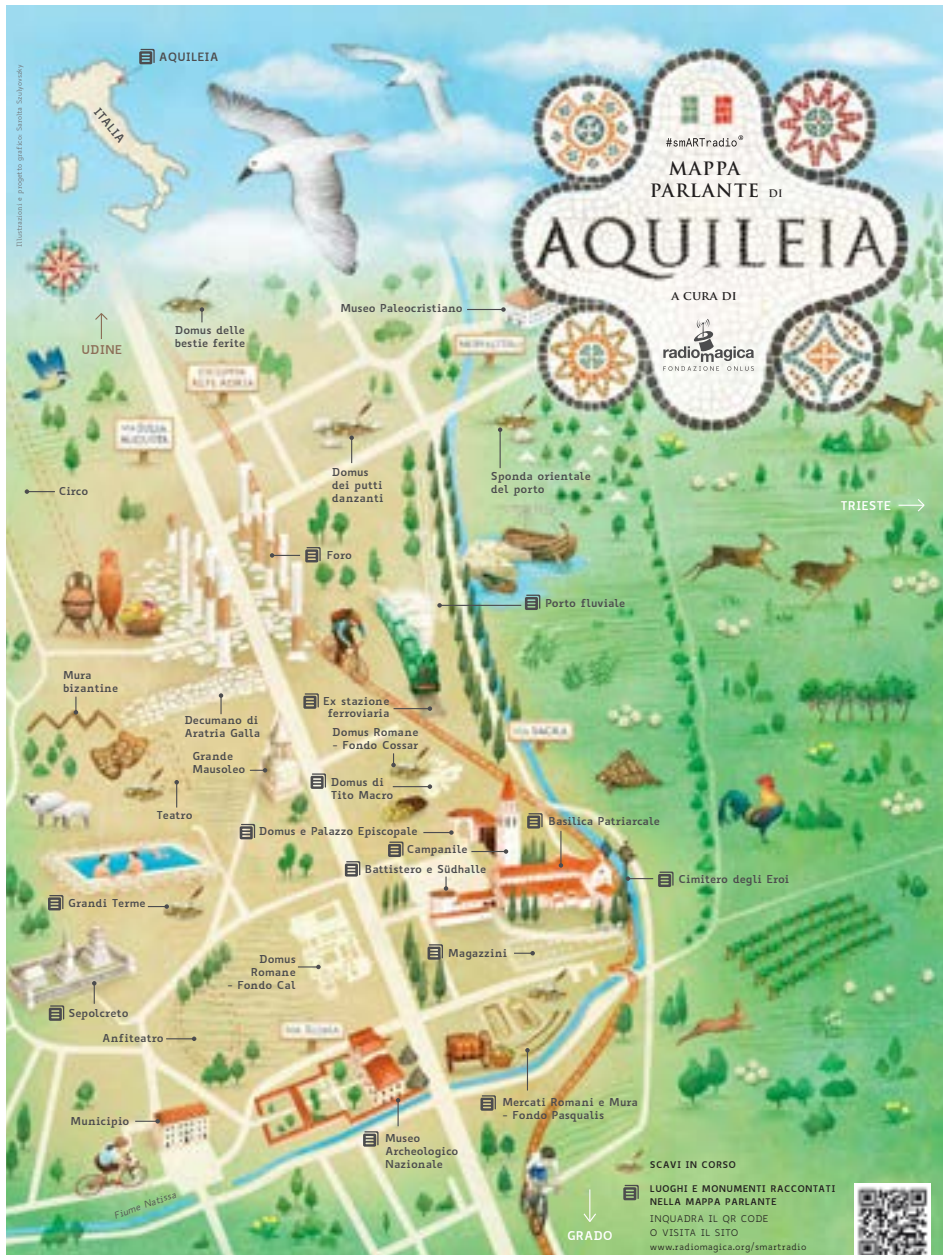 AQUILEIA
ITALIA
Illustrazioni e progetto grafico: Sarolta Szulyovszky
#smARTradio®
MAPPA
PARLANTE DI
AQUILEIA
A CURA DI
radiomagica
FONDAZIONE ONLUS
UDINE
Domus delle
bestie ferite
Museo Paleocristiano
VIA GIULIA
AUGUSTA
Domus
dei putti
danzanti
Sponda orientale
del porto
Circo
TRIESTE
Foro
Porto fluviale
Mura
bizantine
Decumano di
Aratria Galla
Ex stazione
ferroviaria
Domus Romane
- Fondo Cossar
VIA SACRA
Grande
Mausoleo
Domus di
Tito Macro
Teatro
Domus e Palazzo Episcopale
Basilica Patriarcale
Campanile
Battistero e Südhalle
Cimitero degli Eroi
Grandi Terme
Magazzini
Domus
Romane
- Fondo Cal
Sepolcreto
Anfiteatro
VIA ROMA
Mercati Romani e Mura
- Fondo Pasqualis
Municipio
Museo
Archeologico
Nazionale
Fiume Natissa
GRADO
SCAVI IN CORSO
LUOGHI E MONUMENTI RACCONTATI
NELLA MAPPA PARLANTE
INQUADRA IL QR CODE
O VISITA IL SITO
www.radiomagica.org/smartradio